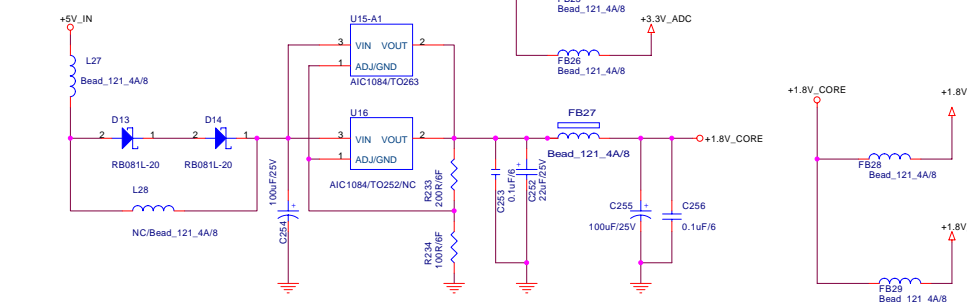 +5V_IN
L27
Bead_121_4A/8
D13
D14
2
1
2
1
RB081L-20
RB081L-20
L28
NC/Bead_121_4A/8
100uF/25V
C254
U15-A1
3
VIN
VOUT
2
1
ADJ/GND
AIC1084/TO263
U16
3
VIN
VOUT
2
1
ADJ/GND
AIC1084/TO252/NC
R233
200R/6F
R234
100R/6F
C253
0.1uF/6
C252
22uF/25V
Bead_121_4A/8
+3.3V_ADC
FB26
Bead_121_4A/8
FB27
Bead_121_4A/8
+1.8V_CORE
C255
100uF/25V
C256
0.1uF/6
+1.8V_CORE
+1.8V
FB28
Bead_121_4A/8
+1.8V
FB29
Bead_121_4A/8